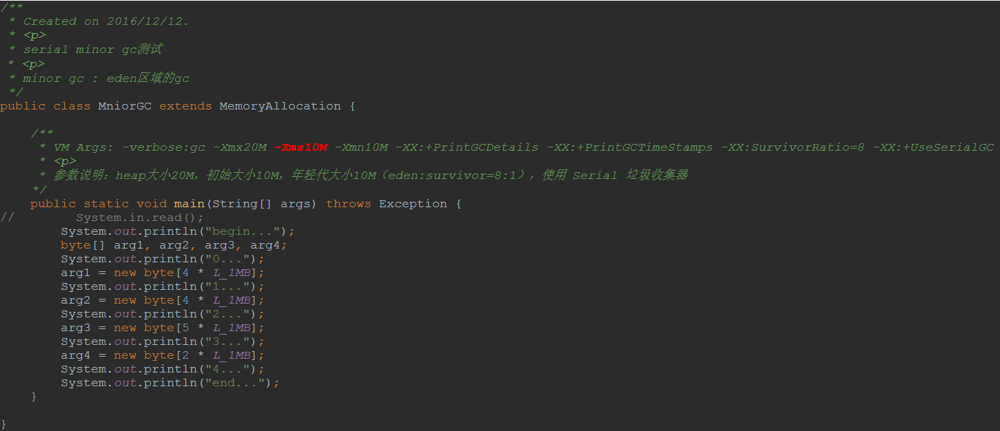 /**
 * Created on 2016/12/12.
 * <p>
 * serial minor gc测试
 * <p>
 * minor gc : eden区域的gc
 */
public class MniorGC extends MemoryAllocation {
    /**
     * VM Args: -verbose:gc -Xmx20M -Xms10M -Xmn10M -XX:+PrintGCDetails -XX:+PrintGCTimeStamps -XX:SurvivorRatio=8 -XX:+UseSerialGC
     * <p>
     * 参数说明：heap大小20M，初始大小10M，年轻代大小10M（eden:survivor=8:1），使用 Serial 垃圾收集器
    */
    public static void main(String[] args) throws Exception {
//        System.in.read();
        System.out.println("begin...");
        byte[] arg1, arg2, arg3, arg4;
        System.out.println("0...");
        arg1 = new byte[4 * L_1MB];
        System.out.println("1...");
        arg2 = new byte[4 * L_1MB];
        System.out.println("2...");
        arg3 = new byte[5 * L_1MB];
        System.out.println("3...");
        arg4 = new byte[2 * L_1MB];
        System.out.println("4...");
        System.out.println("end...");
    }
}